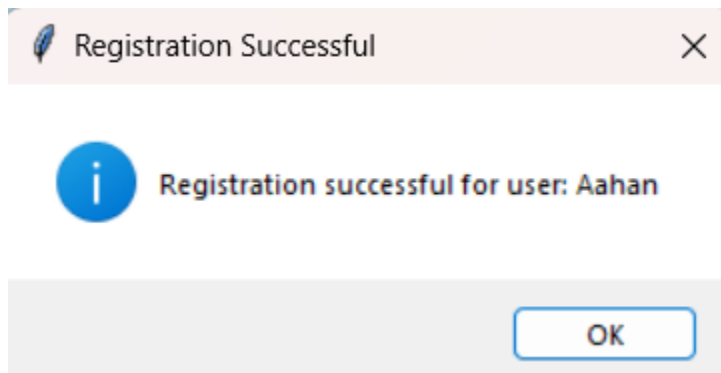 Registration Successful
Registration successful for user: Aahan
OK